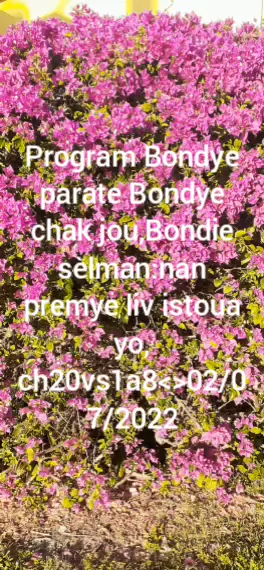 Program Bondye
parate Bondye
chak jou,Bondie
selman nan
premye liv istoua
yo,
ch20vs1a8<>02/0
7/2022